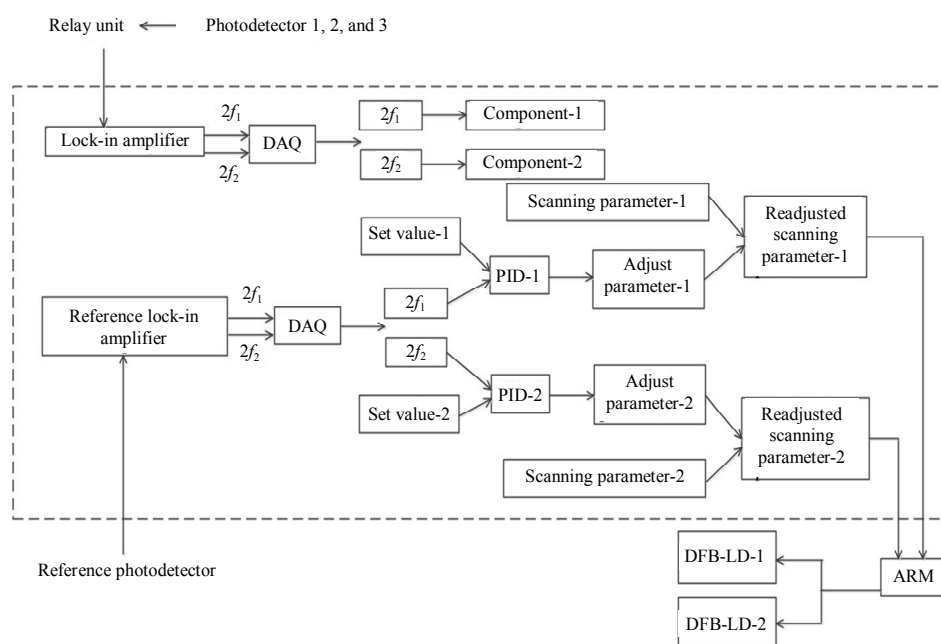 Relay unit
Photodetector 1, 2, and 3
2f₁
2f₁
Component-1
Lock-in amplifier
DAQ
2f₂
2f₂
Component-2
Scanning parameter-1
Set value-1
Readjusted
scanning
parameter-1
PID-1
Adjust
parameter-1
2f₁
2f₁
Reference lock-in
amplifier
DAQ
2f₂
2f₂
PID-2
Adjust
parameter-2
Set value-2
Readjusted
scanning
parameter-2
Scanning parameter-2
Reference photodetector
DFB-LD-1
ARM
DFB-LD-2